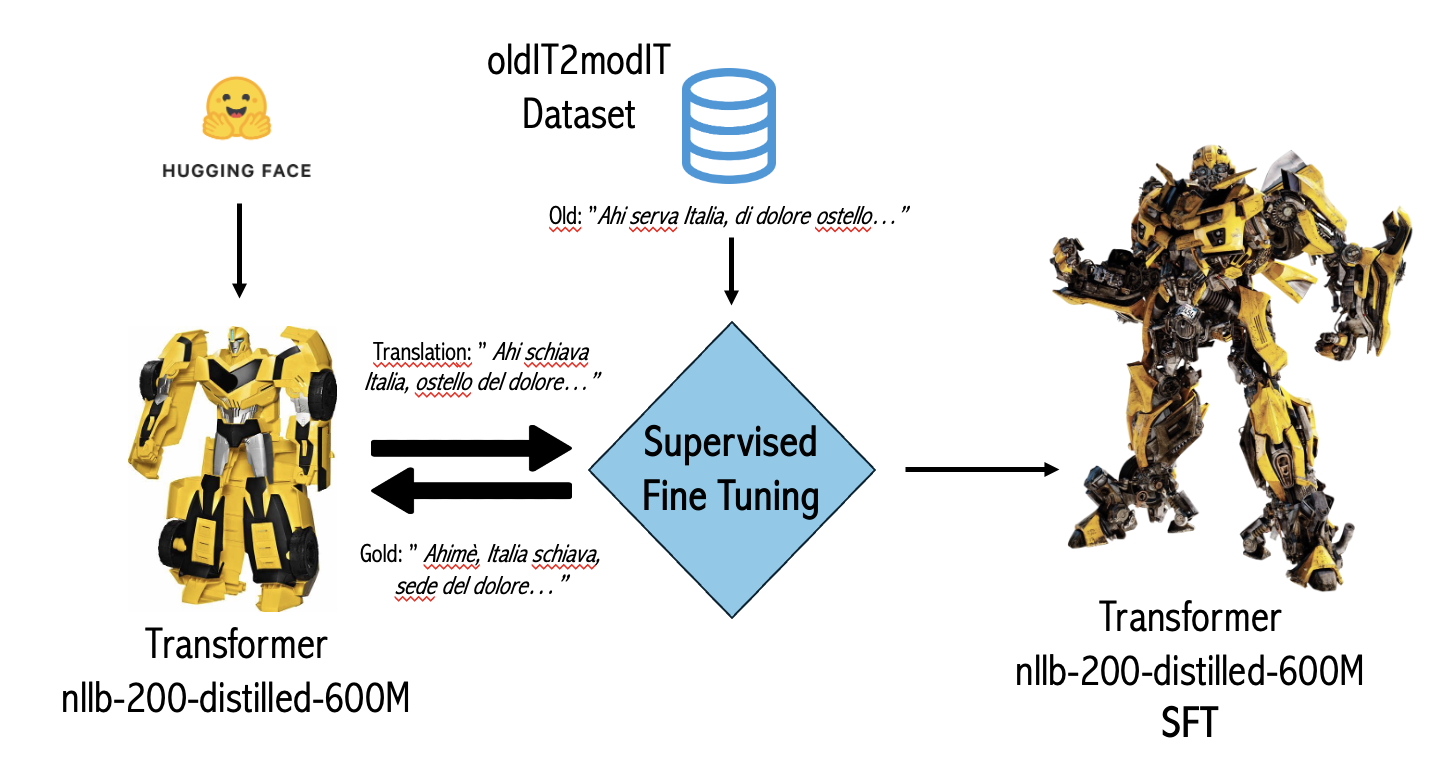 oldIT2modIT
Dataset
HUGGING FACE
Old: "Ahi serva Italia, di dolore ostello…"
Translation: " Ahi schiava
Italia, ostello del dolore…"
Supervised
Fine Tuning
Gold: " Ahimè, Italia schiava,
sede del dolore…"
Transformer
nllb-200-distilled-600M
Transformer
nllb-200-distilled-600M
SFT